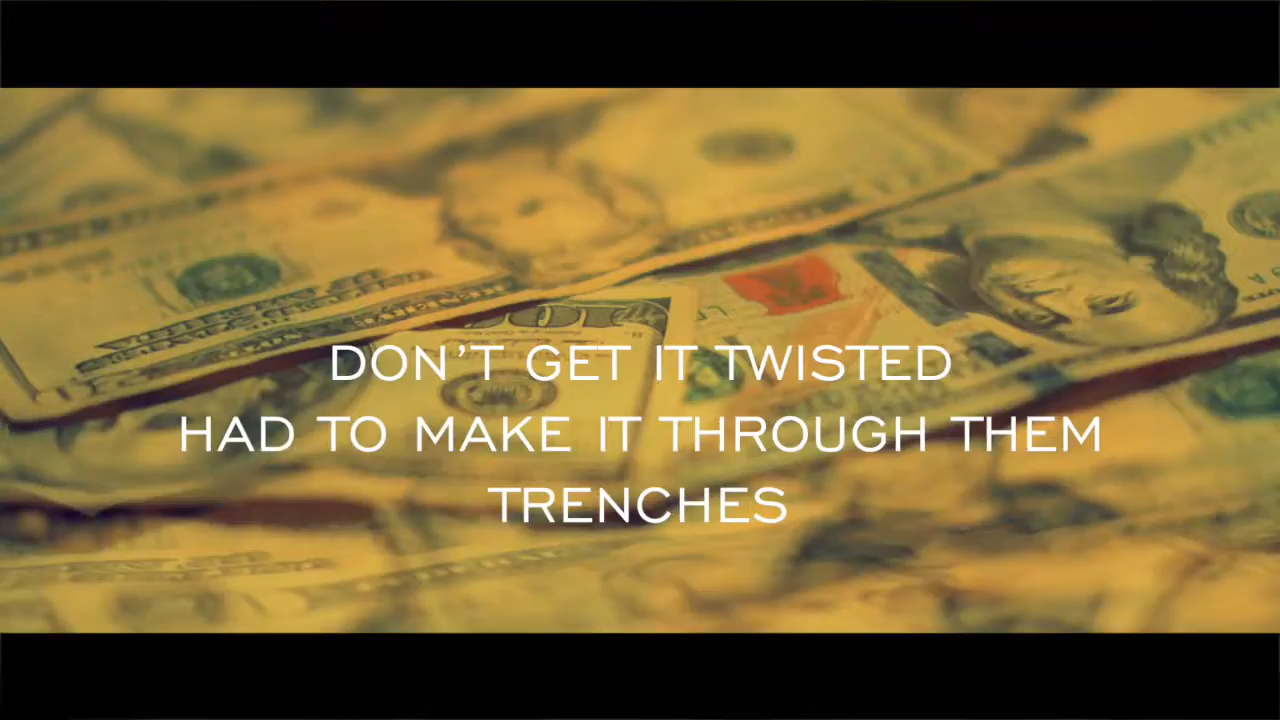 DON'T GET IT TWISTED
HAD TO MAKE IT THROUGH THEM
TRENCHES